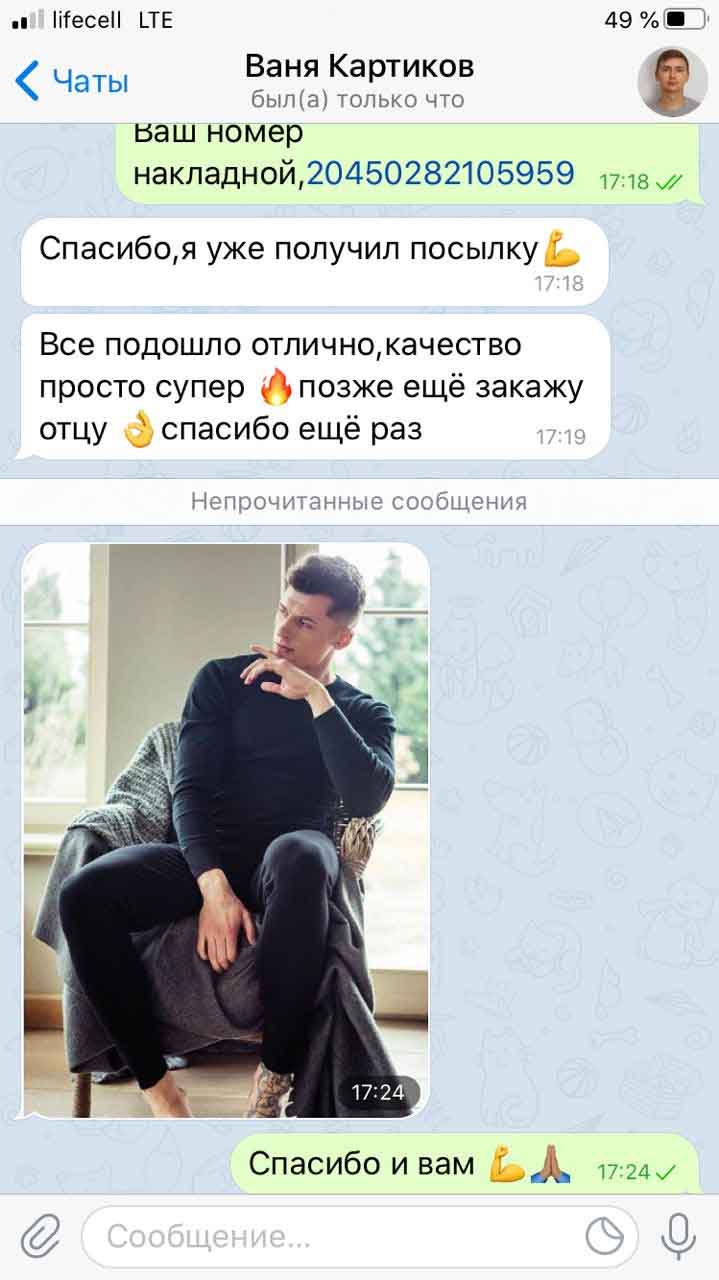 lifecell LTE 49 %
Чаты
Ваня Картиков
был(а) только что
Ваш номер
накладной,20450282105959 17:18
Спасибо,я уже получил посылку💪
17:18
Все подошло отлично,качество
просто супер 🔥позже ещё закажу
отцу 👌спасибо ещё раз 17:19
Непрочитанные сообщения
17:24
Спасибо и вам 💪🙏🏽 17:24
Сообщение...